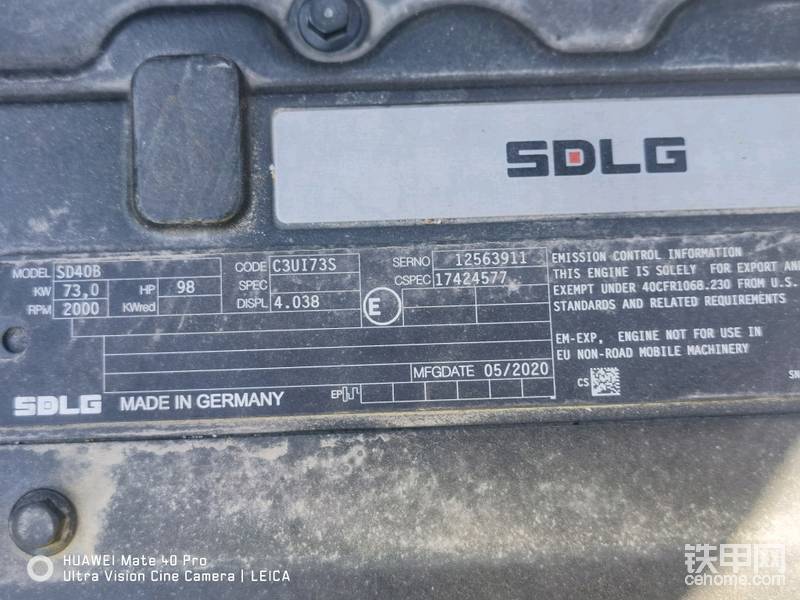 SDLG
MODEL SD40B
KW 73,0 HP 98
RPM 2000 KWred
CODE C3UI73S
SPEC
DISPL 4.038
E
SERNO 12563911
CSPEC 17424577
EMISSION CONTROL INFORMATION
THIS ENGINE IS SOLELY FOR EXPORT AND
EXEMPT UNDER 40CFR1068.230 FROM U.S.
STANDARDS AND RELATED REQUIREMENTS
EM-EXP, ENGINE NOT FOR USE IN
EU NON-ROAD MOBILE MACHINERY
MFGDATE 05/2020
EP
CS
SN
SDLG MADE IN GERMANY
HUAWEI Mate 40 Pro
Ultra Vision Cine Camera | LEICA
铁甲网
cehome.com